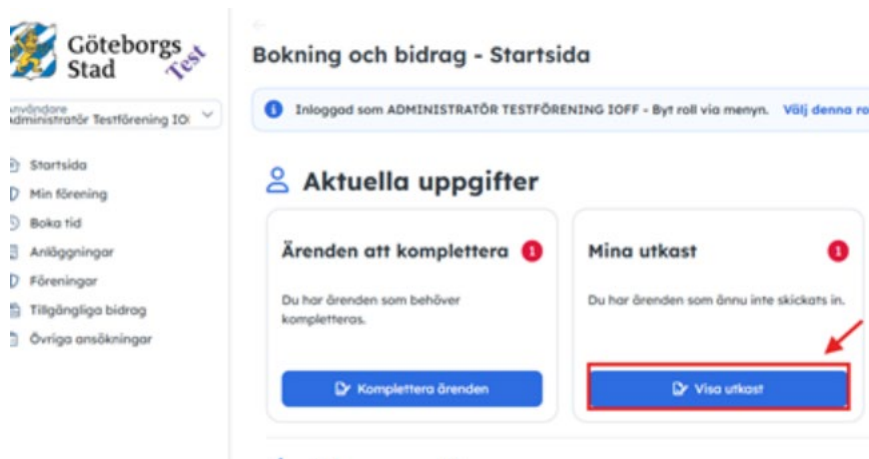 Göteborgs
Stad
Test
Användare
Administratör Testförening IO
Startsida
Min förening
Boka tid
Anläggningar
Föreningar
Tillgängliga bidrag
Övriga ansökningar
Bokning och bidrag - Startsida
Inloggad som ADMINISTRATÖR TESTFÖRENING IOFF - Byt roll via menyn. Välj denna ro
Aktuella uppgifter
Ärenden att komplettera 1
Du har ärenden som behöver
kompletteras.
Komplettera ärenden
Mina utkast 1
Du har ärenden som ännu inte skickats in.
Visa utkast